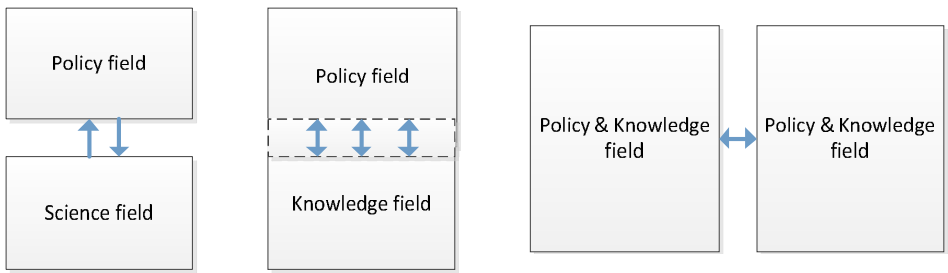 Policy field
Science field
Policy field
Knowledge field
Policy & Knowledge
field
Policy & Knowledge
field